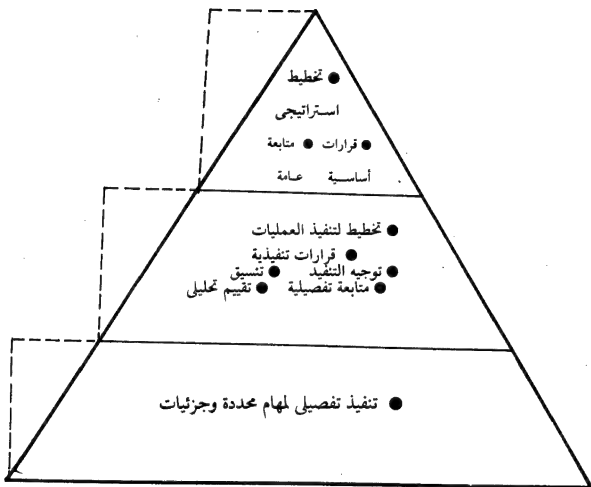 ● تخطيط
استراتيجى
● قرارات ● متابعة
أساسية عامة
● تخطيط لتنفيذ العمليات
● قرارات تنفيذية
● توجيه التنفيذ ● تنسيق
● متابعة تفصيلية ● تقييم تحليلى
● تنفيذ تفصيلى لمهام محددة وجزئيات